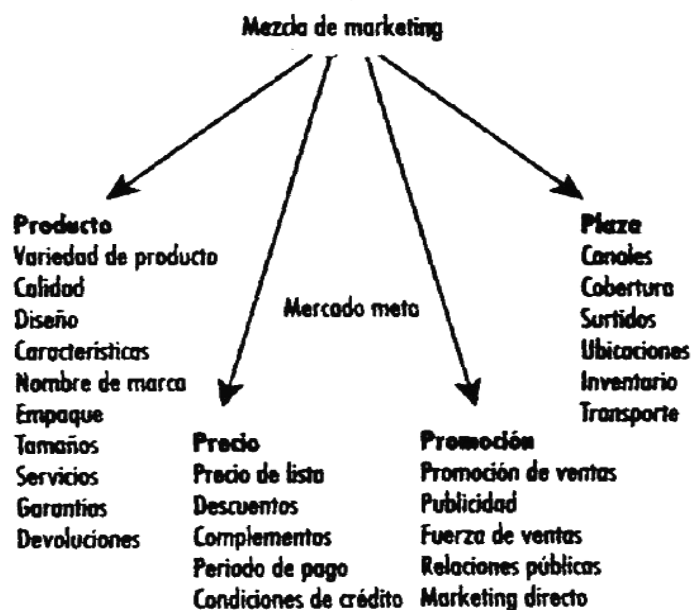 Mezcla de marketing
Producto
Variedad de producto
Calidad
Diseño
Características
Nombre de marca
Empaque
Tamaños
Servicios
Garantías
Devoluciones
Mercado meta
Precio
Precio de lista
Descuentos
Complementos
Periodo de pago
Condiciones de crédito
Promoción
Promoción de ventas
Publicidad
Fuerza de ventas
Relaciones públicas
Marketing directo
Plaza
Canales
Cobertura
Surtidos
Ubicaciones
Inventario
Transporte